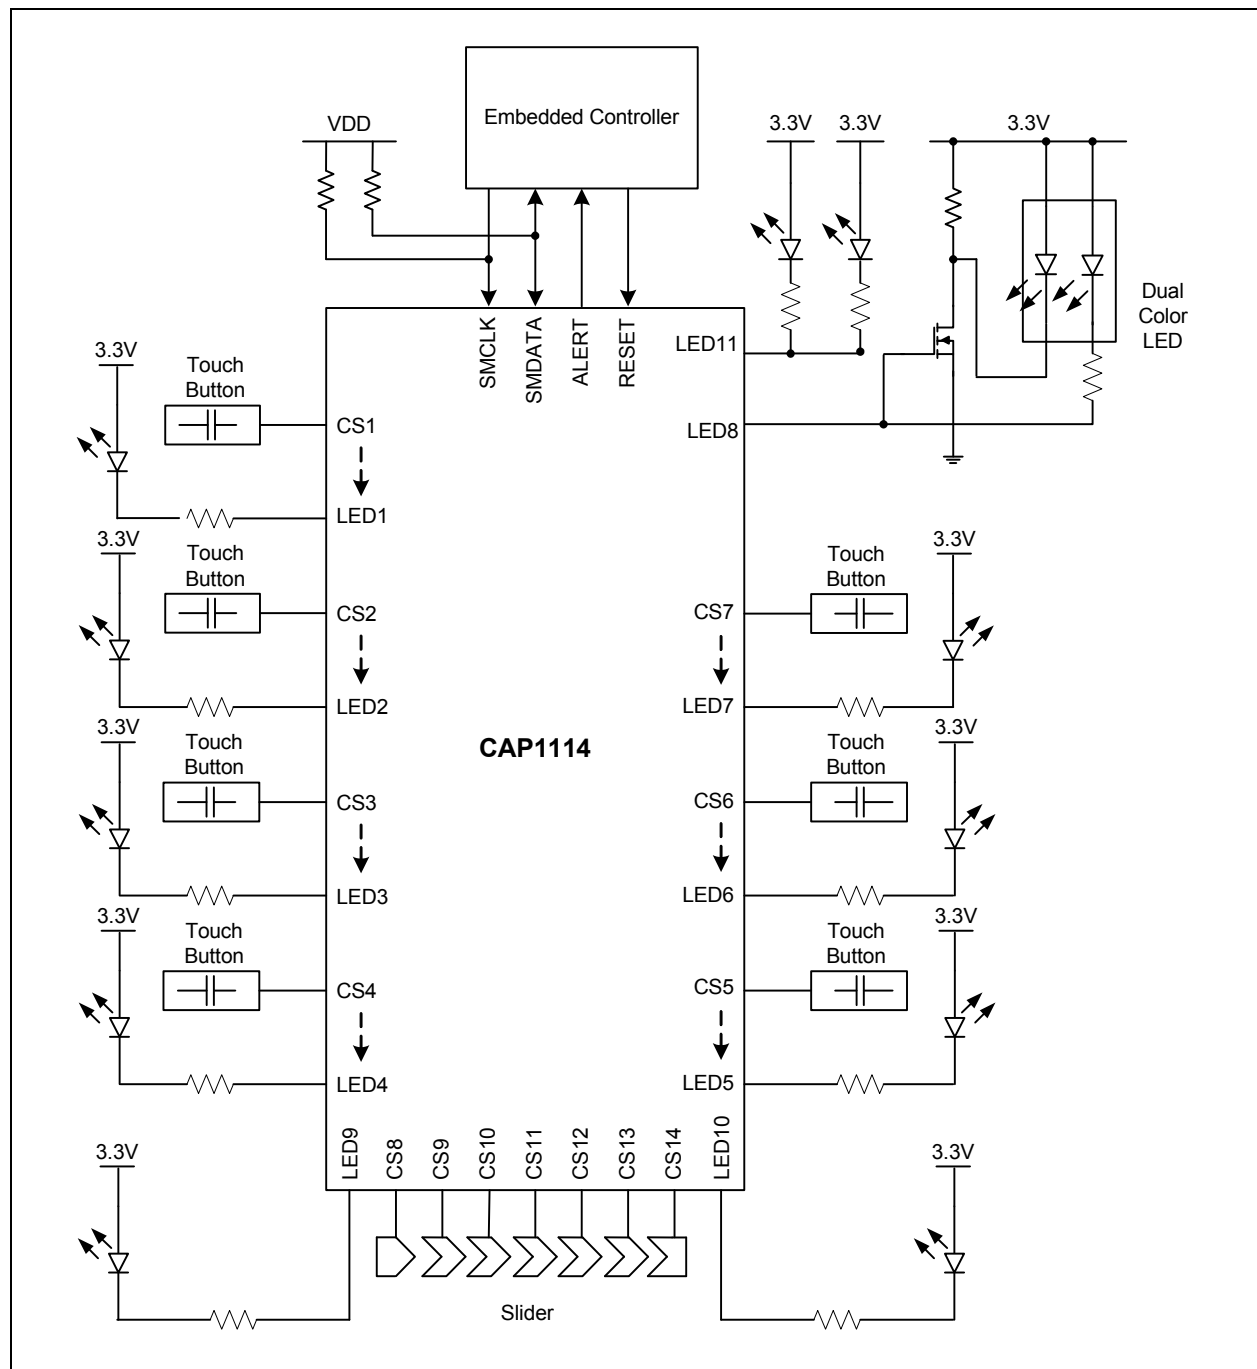 Embedded Controller
VDD
3.3V
3.3V
3.3V
Dual
Color
LED
SMCLK
SMDATA
ALERT
RESET
LED11
LED8
3.3V
Touch
Button
CS1
LED1
3.3V
Touch
Button
CS2
LED2
CS7
Touch
Button
3.3V
LED7
CAP1114
3.3V
Touch
Button
CS3
LED3
CS6
Touch
Button
3.3V
LED6
3.3V
Touch
Button
CS4
LED4
CS5
Touch
Button
3.3V
LED5
LED9
CS8
CS9
CS10
CS11
CS12
CS13
CS14
LED10
3.3V
3.3V
Slider